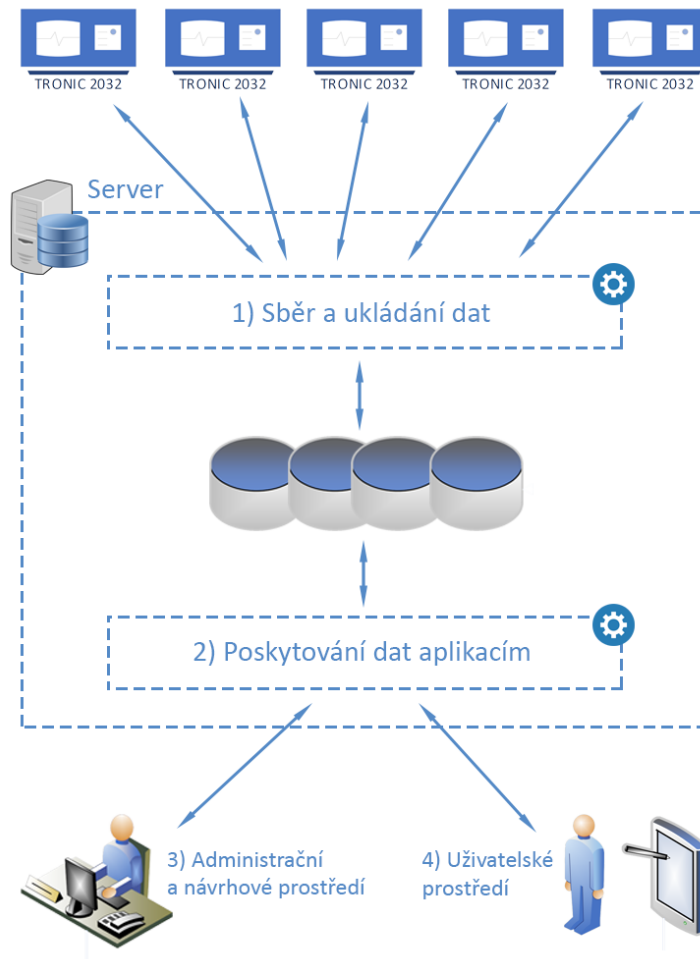 TRONIC 2032
TRONIC 2032
TRONIC 2032
TRONIC 2032
TRONIC 2032
Server
1) Sběr a ukládání dat
2) Poskytování dat aplikacím
3) Administrační
a návrhové prostředí
4) Uživatelské
prostředí